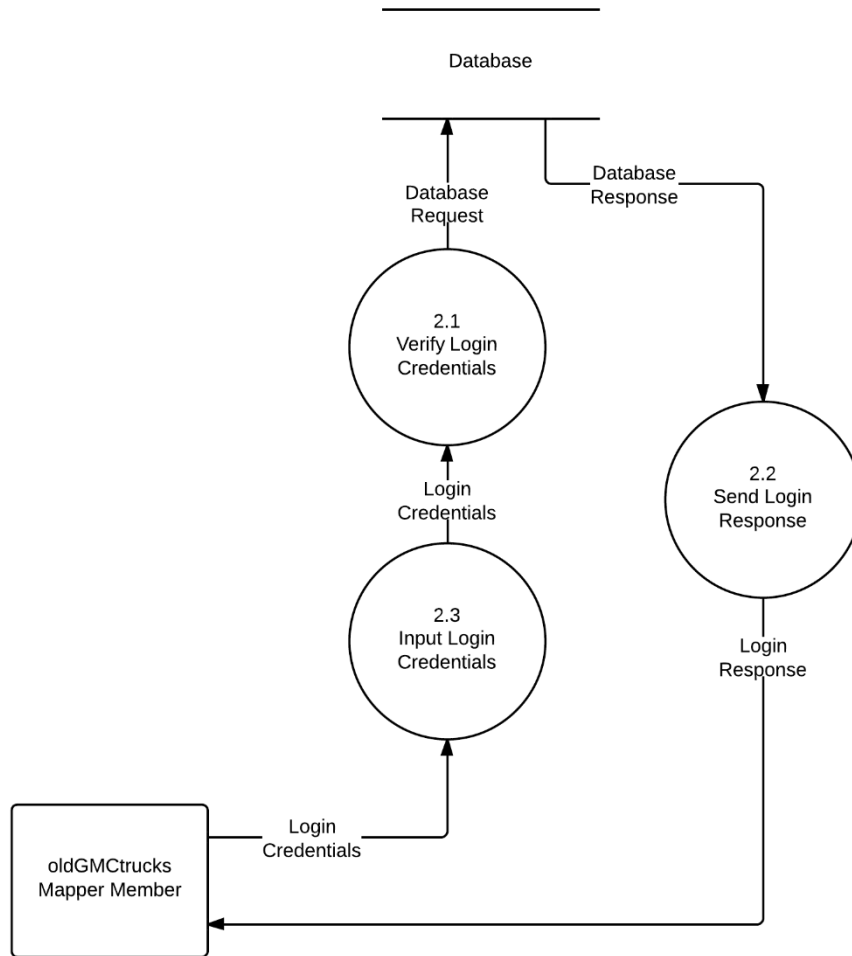 Database
Database
Request
Database
Response
2.1
Verify Login
Credentials
Login
Credentials
2.2
Send Login
Response
2.3
Input Login
Credentials
Login
Response
Login
Credentials
oldGMCtrucks
Mapper Member